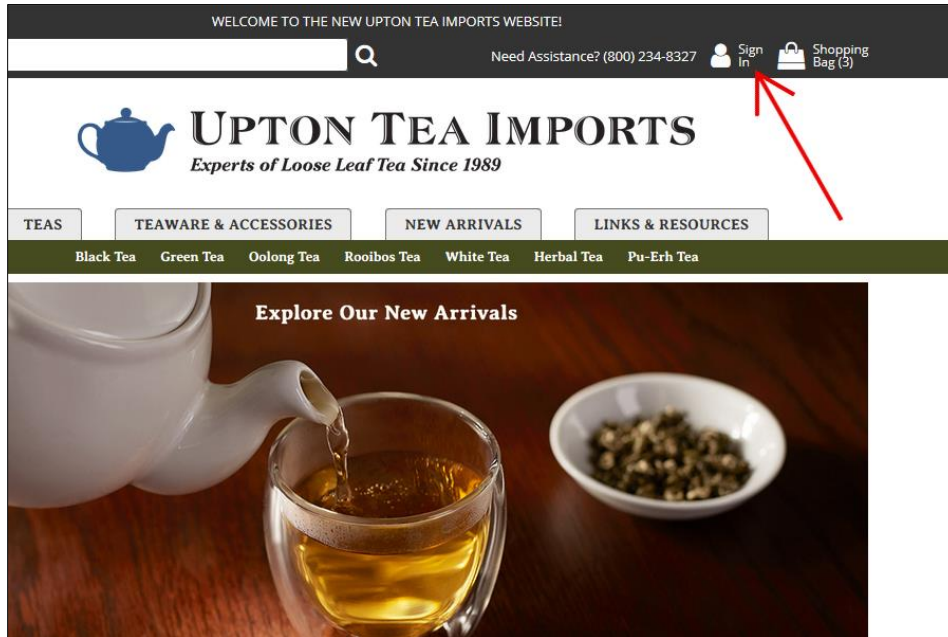 WELCOME TO THE NEW UPTON TEA IMPORTS WEBSITE!
Need Assistance? (800) 234-8327
Sign
In
Shopping
Bag (3)
UPTON TEA IMPORTS
Experts of Loose Leaf Tea Since 1989
TEAS
TEAWARE & ACCESSORIES
NEW ARRIVALS
LINKS & RESOURCES
Black Tea Green Tea Oolong Tea Rooibos Tea White Tea Herbal Tea Pu-Erh Tea
Explore Our New Arrivals